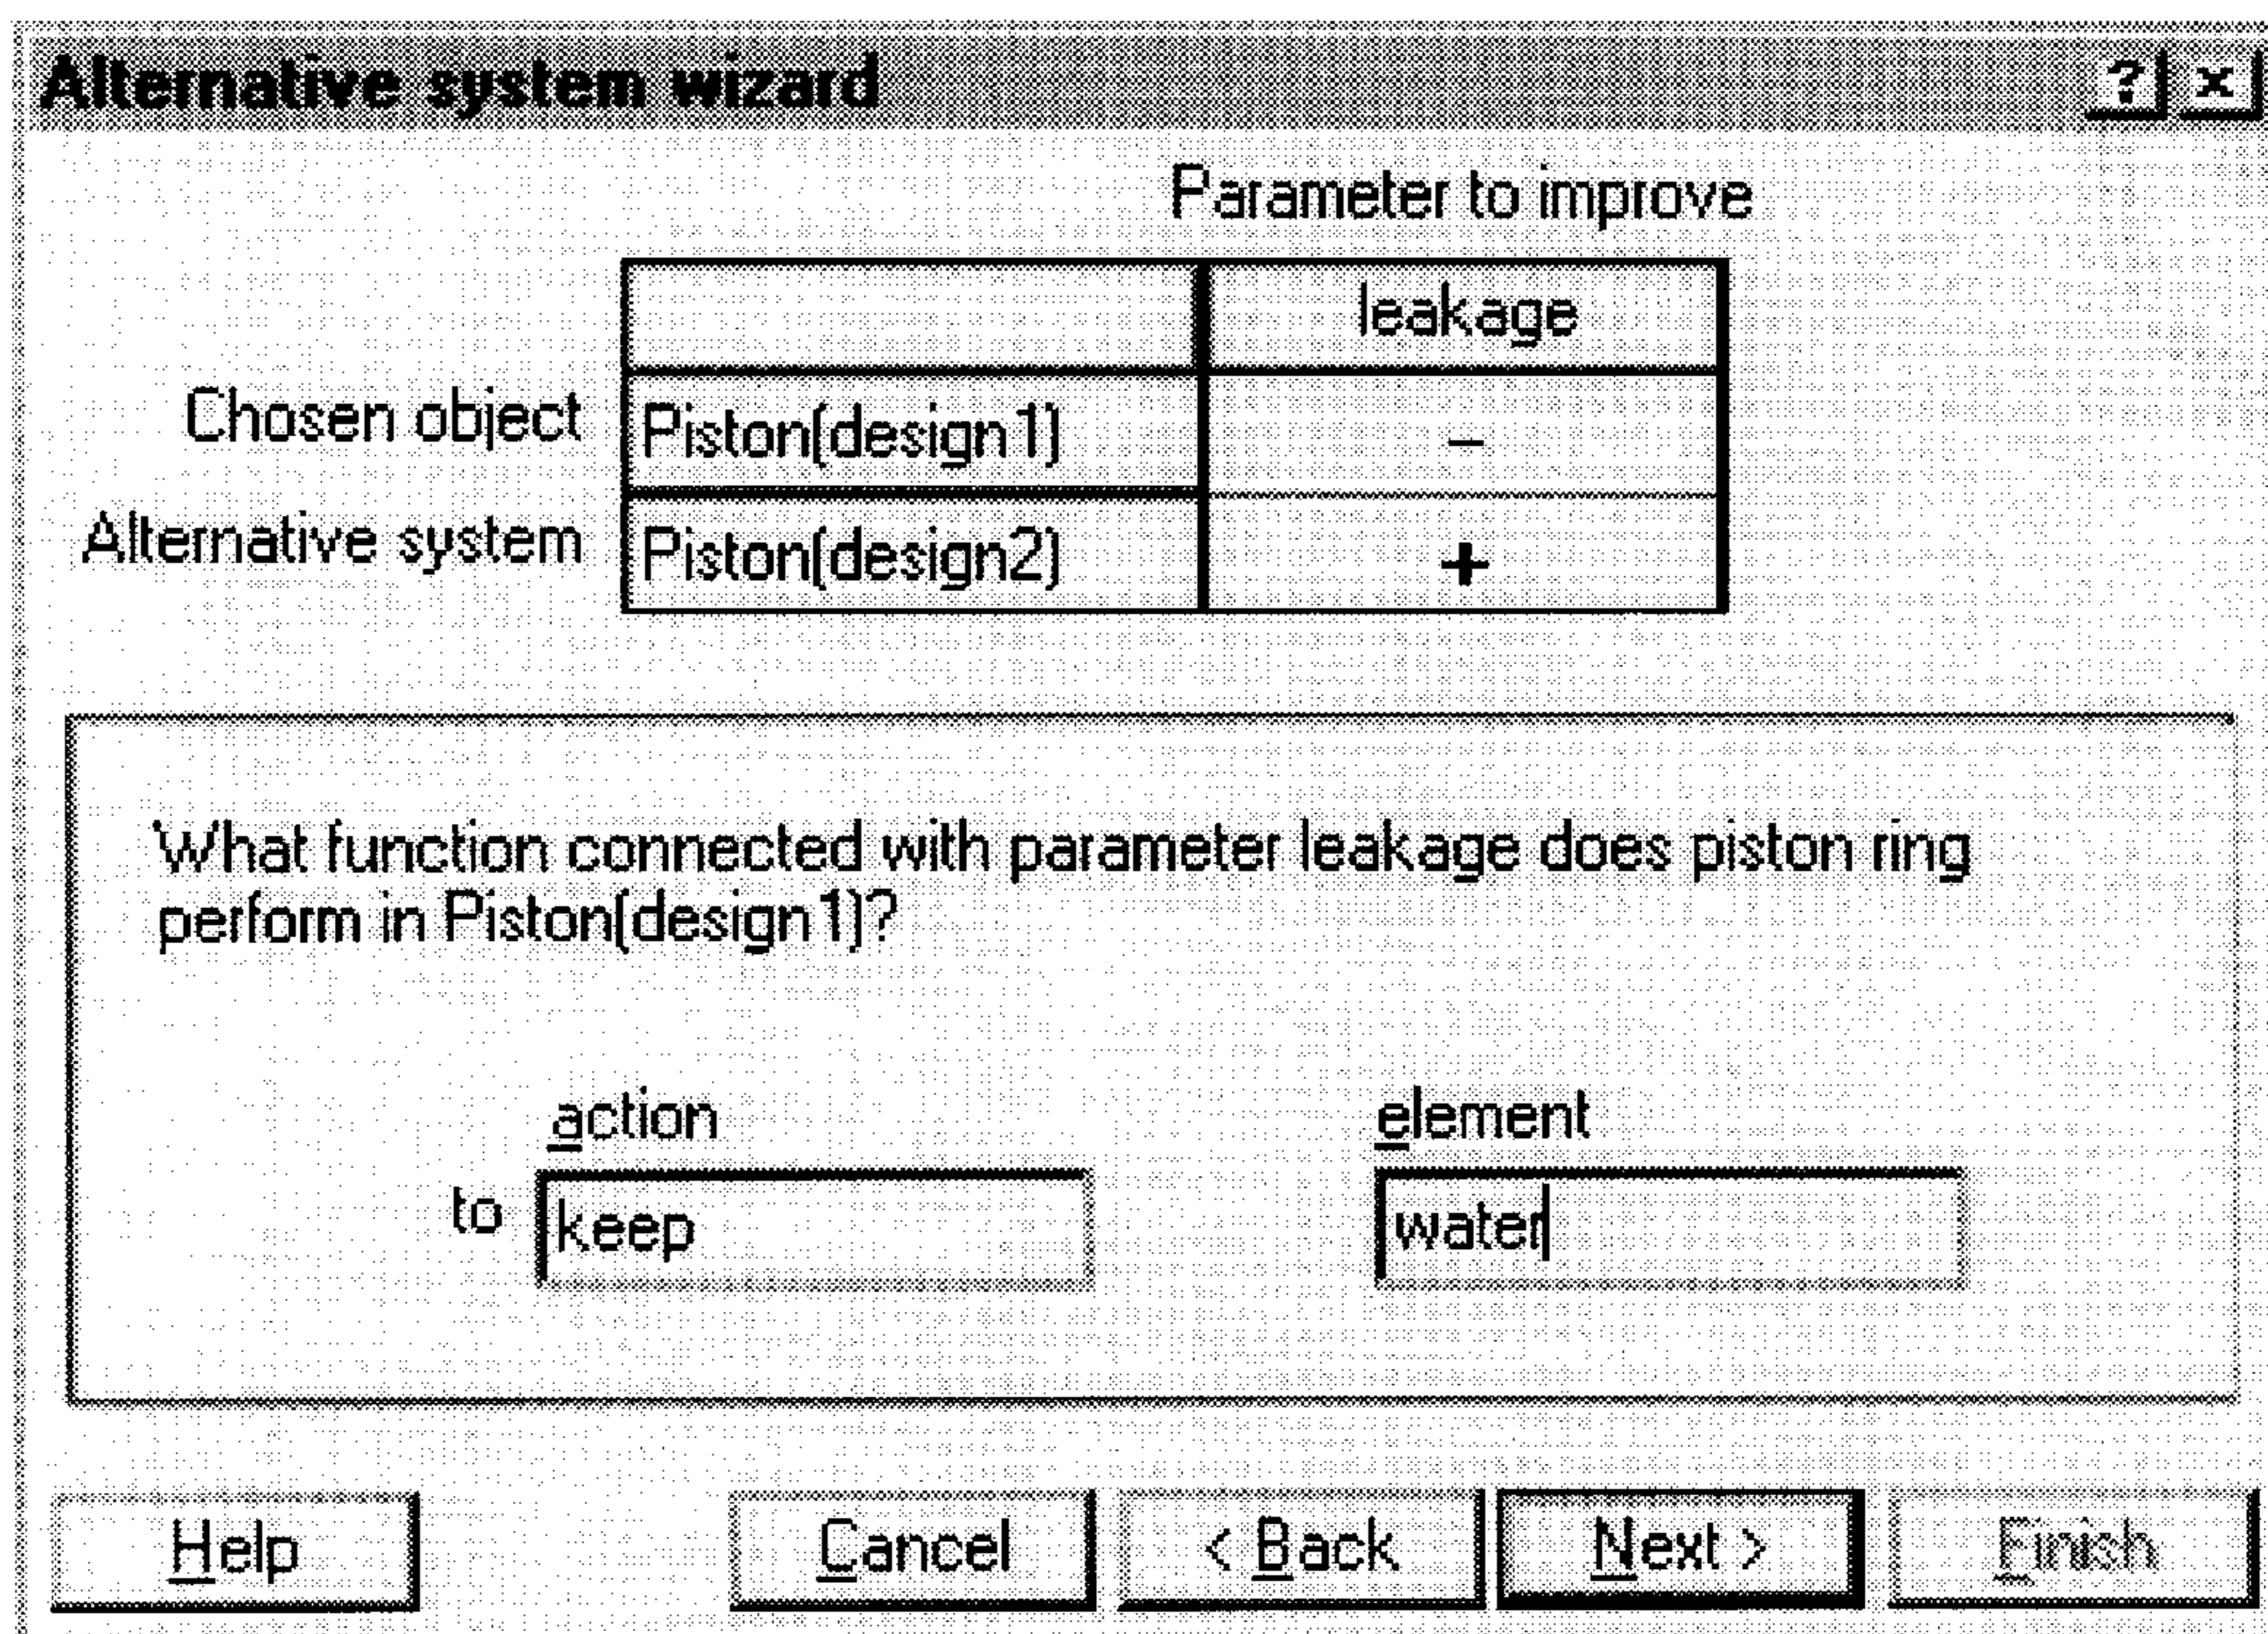 Alternative system wizard
? x
Parameter to improve
leakage
Chosen object Piston(design1) -
Alternative system Piston(design2) +
What function connected with parameter leakage does piston ring
perform in Piston(design1)?
action element
to keep water
Help Cancel < Back Next > Finish